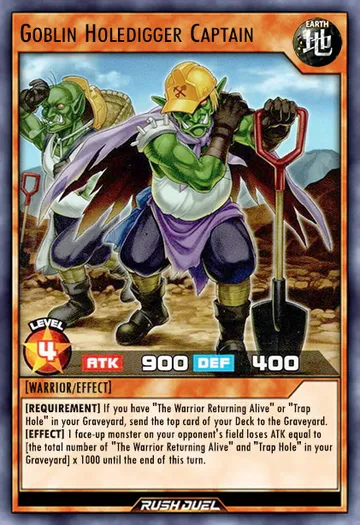 Goblin Holedigger Captain
EARTH
地
LEVEL
4
ATK 900 DEF 400
[WARRIOR/EFFECT]
[REQUIREMENT] If you have "The Warrior Returning Alive" or "Trap
Hole" in your Graveyard, send the top card of your Deck to the Graveyard.
[EFFECT] 1 face-up monster on your opponent's field loses ATK equal to
[the total number of "The Warrior Returning Alive" and "Trap Hole" in your
Graveyard] x 1000 until the end of this turn.
RUSH DUEL